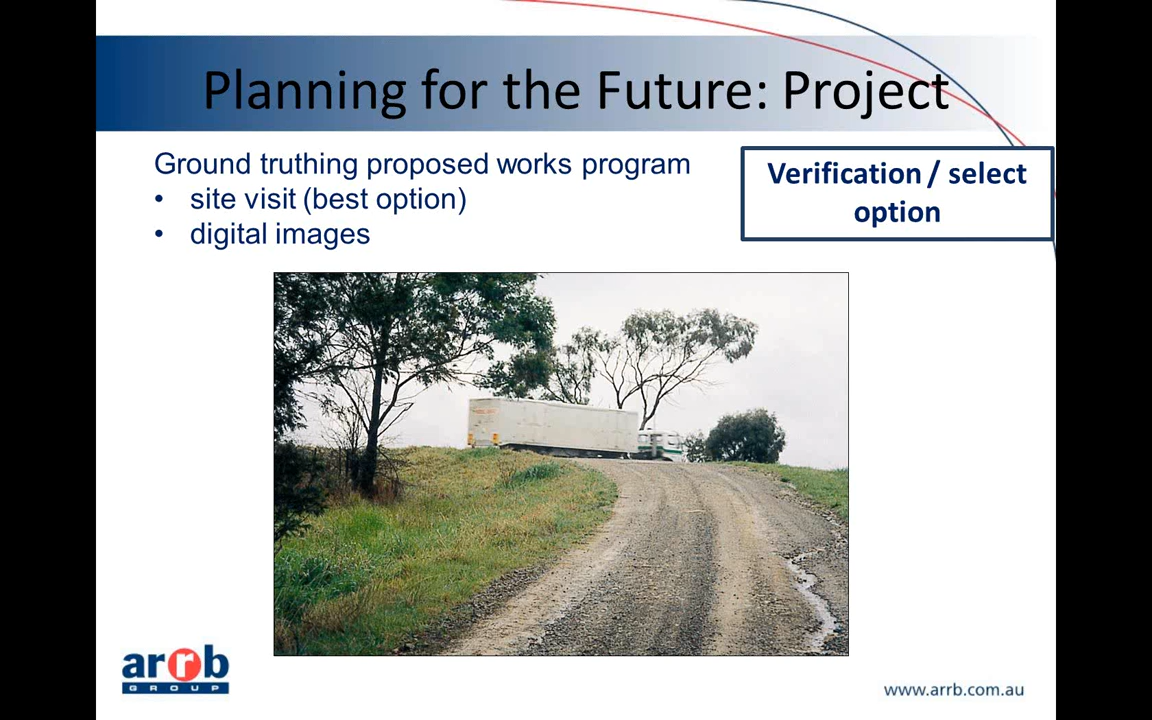 Planning for the Future: Project
Ground truthing proposed works program
• site visit (best option)
• digital images
Verification / select
option
arrb
GROUP
www.arrb.com.au